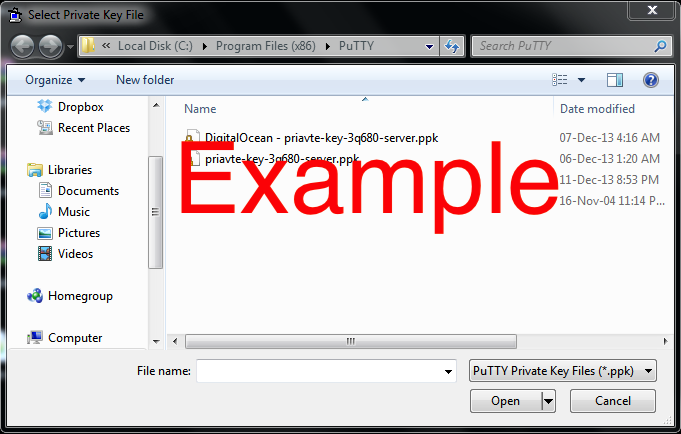 Select Private Key File
« Local Disk (C:) Program Files (x86) PuTTY Search PuTTY
Organize New folder
Name Date modified
Dropbox
Recent Places
Libraries
Documents
Music
Pictures
Videos
Homegroup
Computer
DigitalOcean - priavte-key-3q680-server.ppk 07-Dec-13 4:16 AM
priavte-key-3q680-server.ppk 06-Dec-13 1:20 AM
11-Dec-13 8:53 PM
16-Nov-04 11:14 P...
Example
File name: PuTTY Private Key Files (*.ppk)
Open Cancel